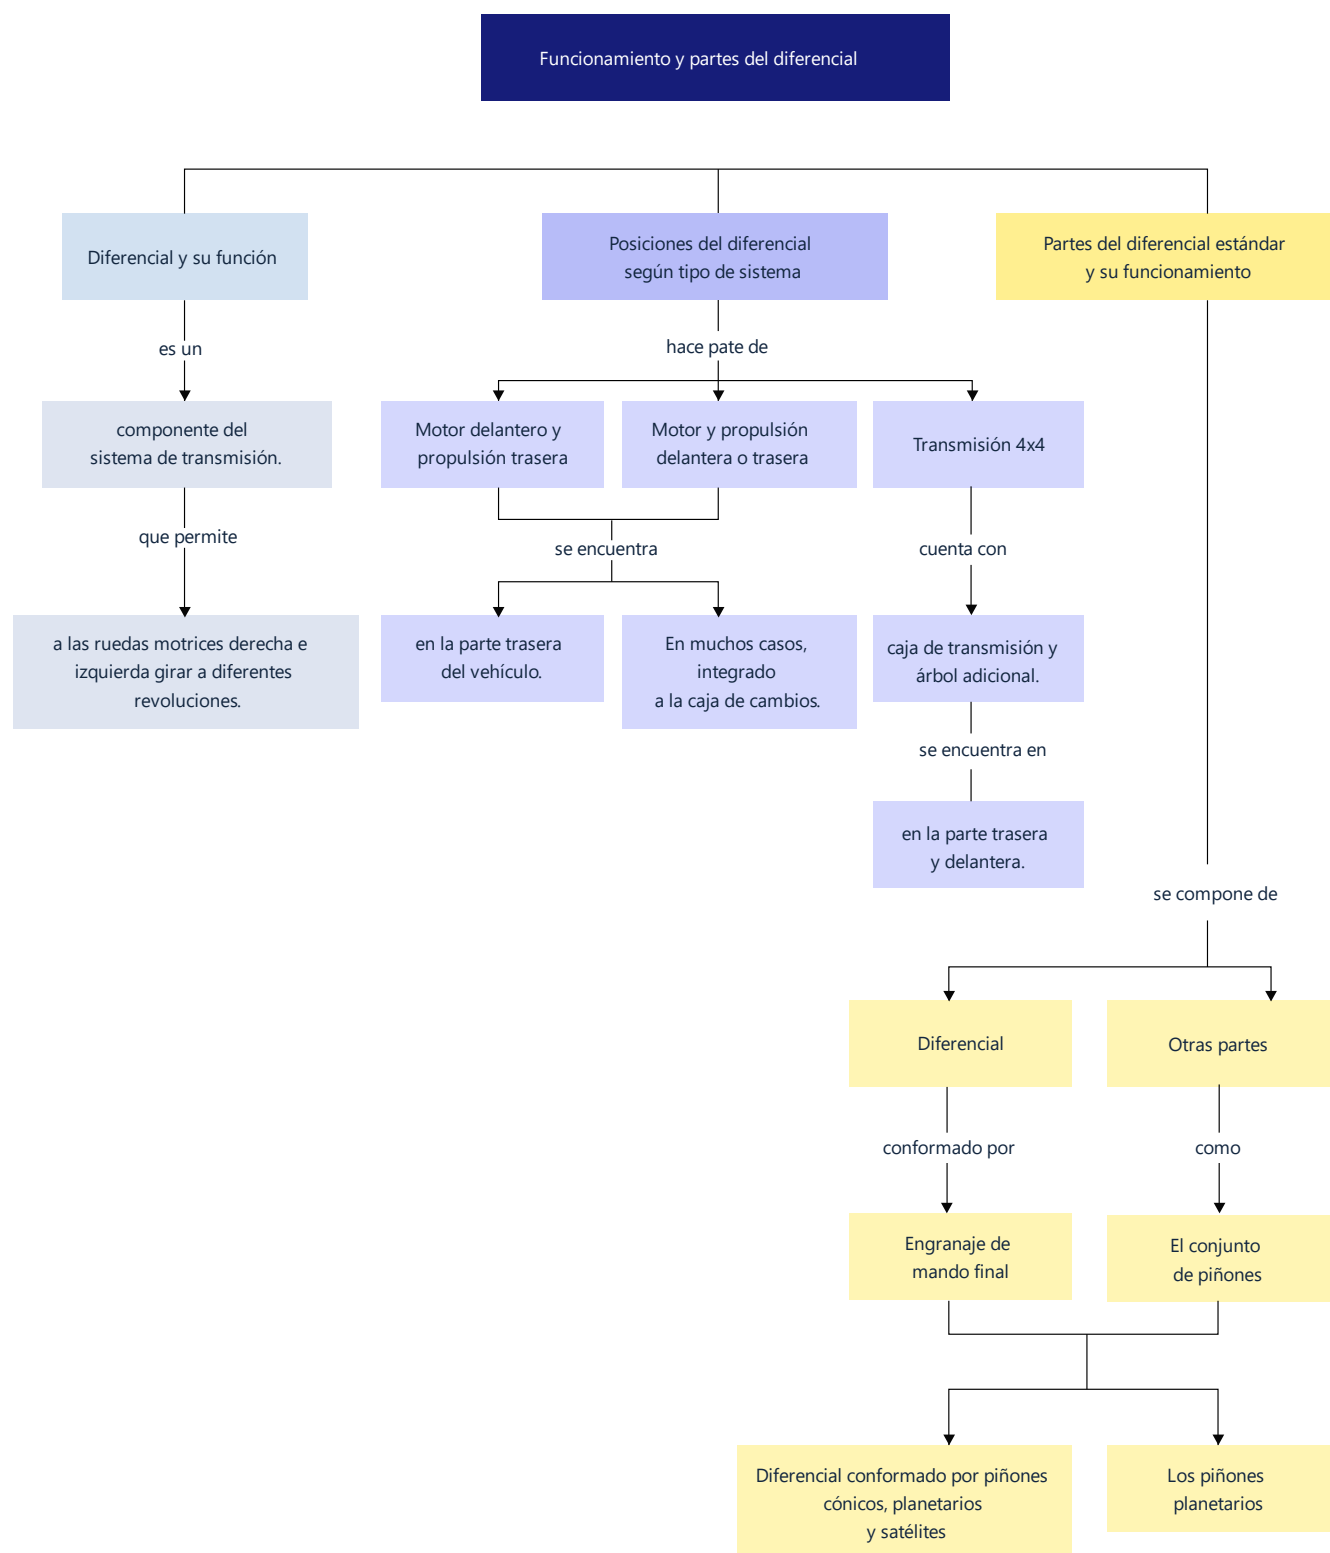 Funcionamiento y partes del diferencial
Diferencial y su función
Posiciones del diferencial
según tipo de sistema
Partes del diferencial estándar
y su funcionamiento
es un
hace pate de
componente del
sistema de transmisión.
Motor delantero y
propulsión trasera
Motor y propulsión
delantera o trasera
Transmisión 4x4
que permite
se encuentra
cuenta con
a las ruedas motrices derecha e
izquierda girar a diferentes
revoluciones.
en la parte trasera
del vehículo.
En muchos casos,
integrado
a la caja de cambios.
caja de transmisión y
árbol adicional.
se encuentra en
en la parte trasera
y delantera.
se compone de
Diferencial
Otras partes
conformado por
como
Engranaje de
mando final
El conjunto
de piñones
Diferencial conformado por piñones
cónicos, planetarios
y satélites
Los piñones
planetarios